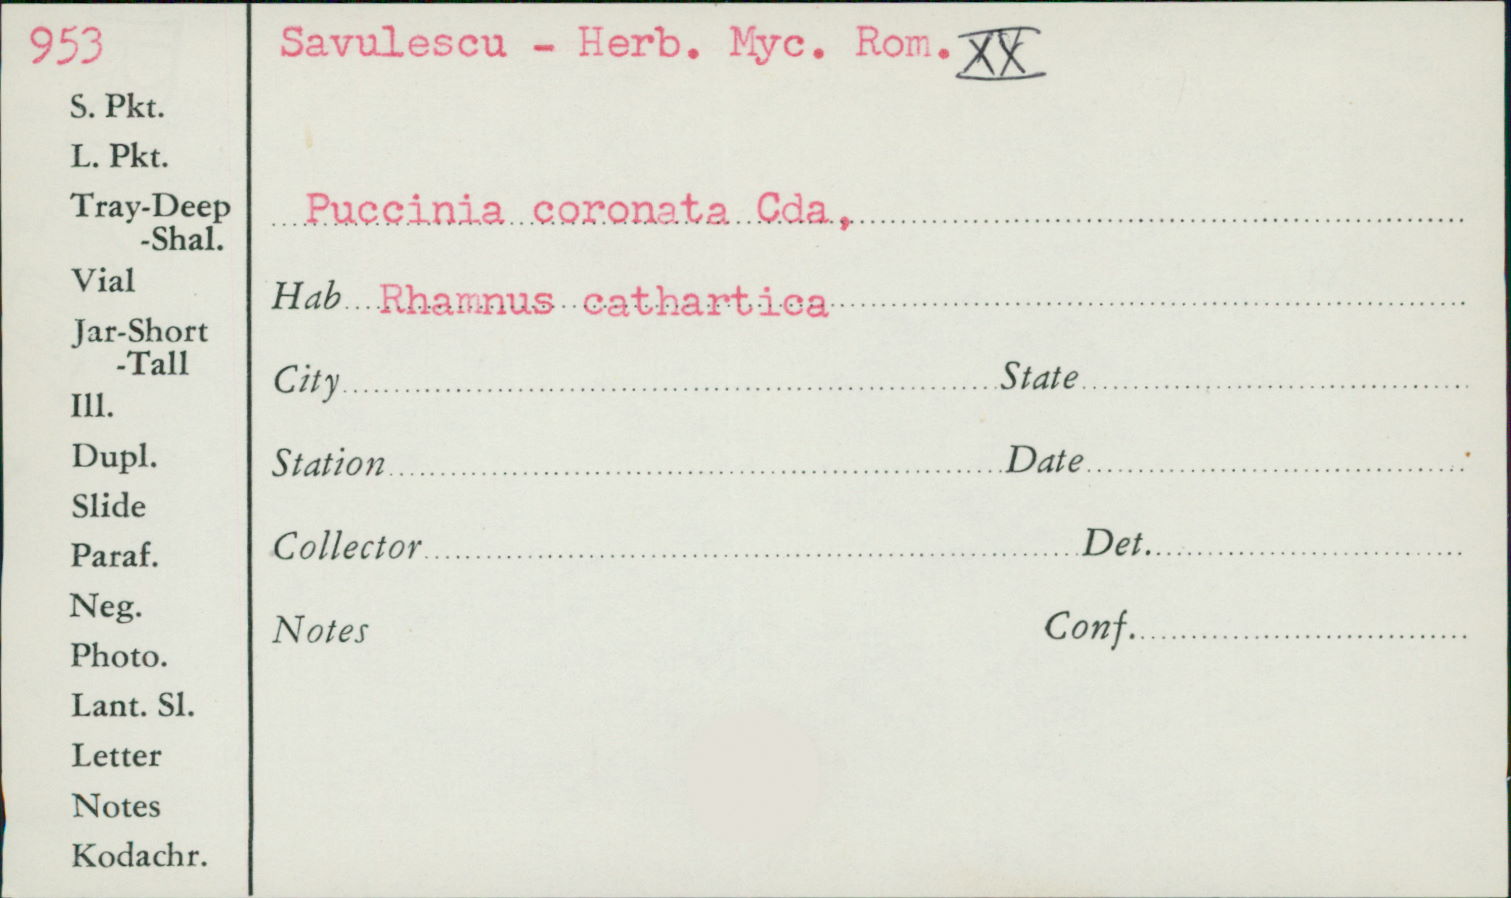 953
Savulescu - Herb. Myc. Rom. XX
S. Pkt.
L. Pkt.
Tray-Deep
-Shal.
Vial
Jar-Short
-Tall
Ill.
Dupl.
Slide
Paraf.
Neg.
Photo.
Lant. Sl.
Letter
Notes
Kodachr.
Puccinia coronata Cda,
Hab Rhamnus cathartica
City State
Station Date
Collector Det.
Notes Conf.